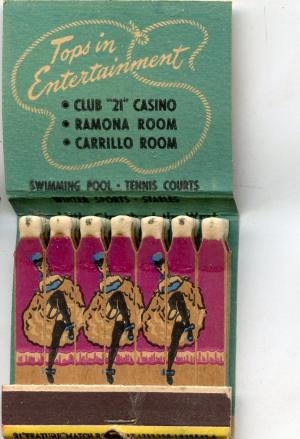 Tops in
Entertainment
• CLUB "21" CASINO
• RAMONA ROOM
• CARRILLO ROOM
SWIMMING POOL • TENNIS COURTS
WINTER SPORTS • STABLES